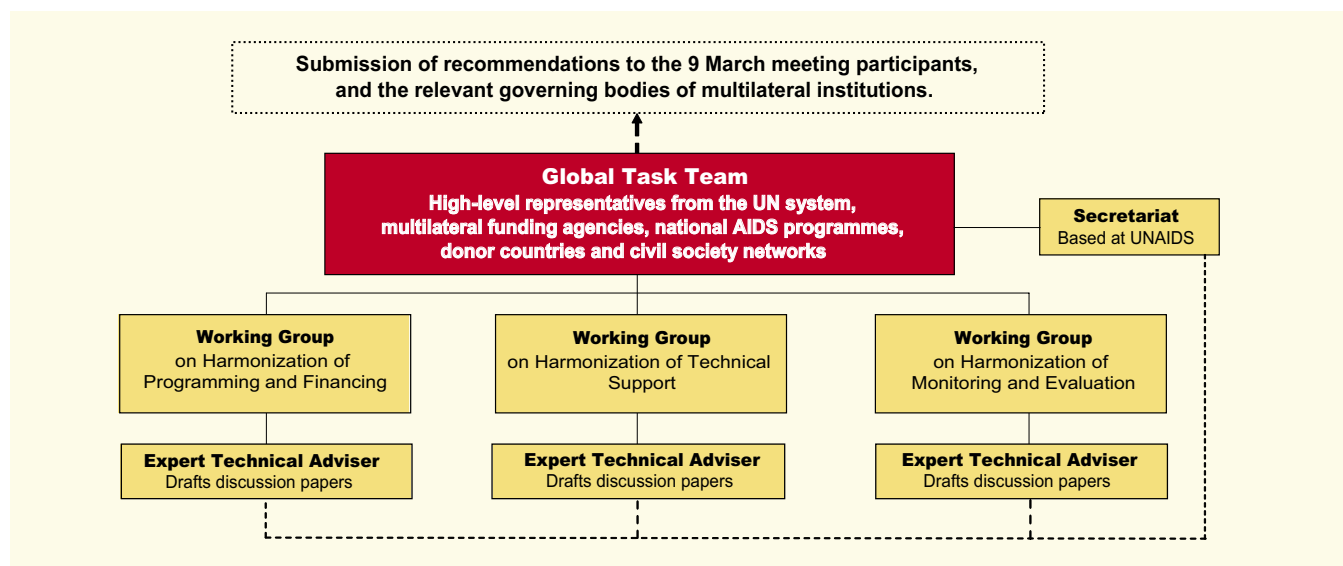 Submission of recommendations to the 9 March meeting participants,
and the relevant governing bodies of multilateral institutions.
Global Task Team
High-level representatives from the UN system,
multilateral funding agencies, national AIDS programmes,
donor countries and civil society networks
Secretariat
Based at UNAIDS
Working Group
on Harmonization of
Programming and Financing
Working Group
on Harmonization of Technical
Support
Working Group
on Harmonization of
Monitoring and Evaluation
Expert Technical Adviser
Drafts discussion papers
Expert Technical Adviser
Drafts discussion papers
Expert Technical Adviser
Drafts discussion papers